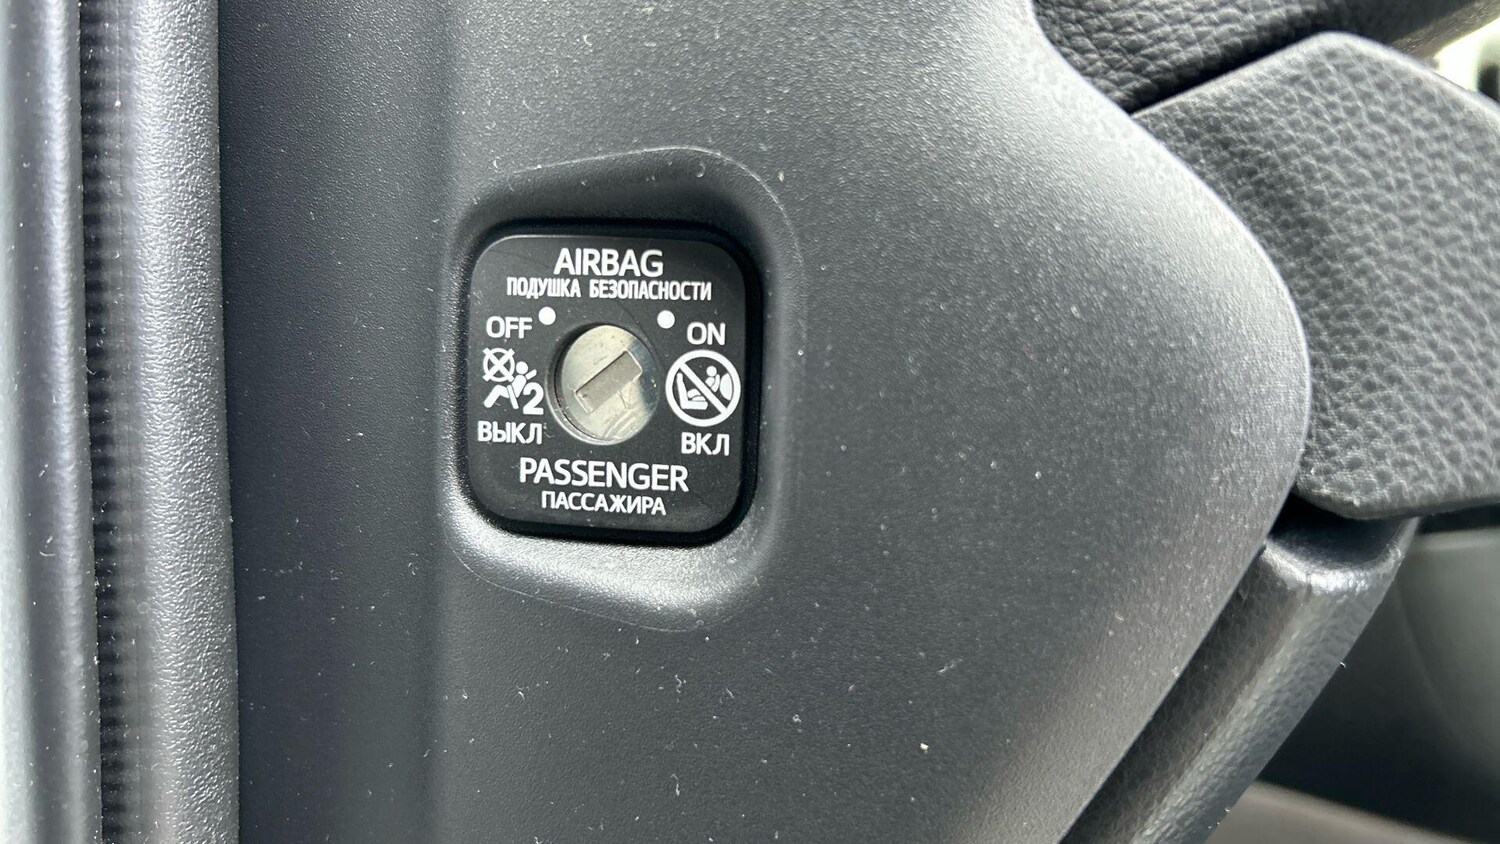 AIRBAG
ПОДУШКА БЕЗОПАСНОСТИ
OFF
ON
2
ВЫКЛ
ВКЛ
PASSENGER
ПАССАЖИРА